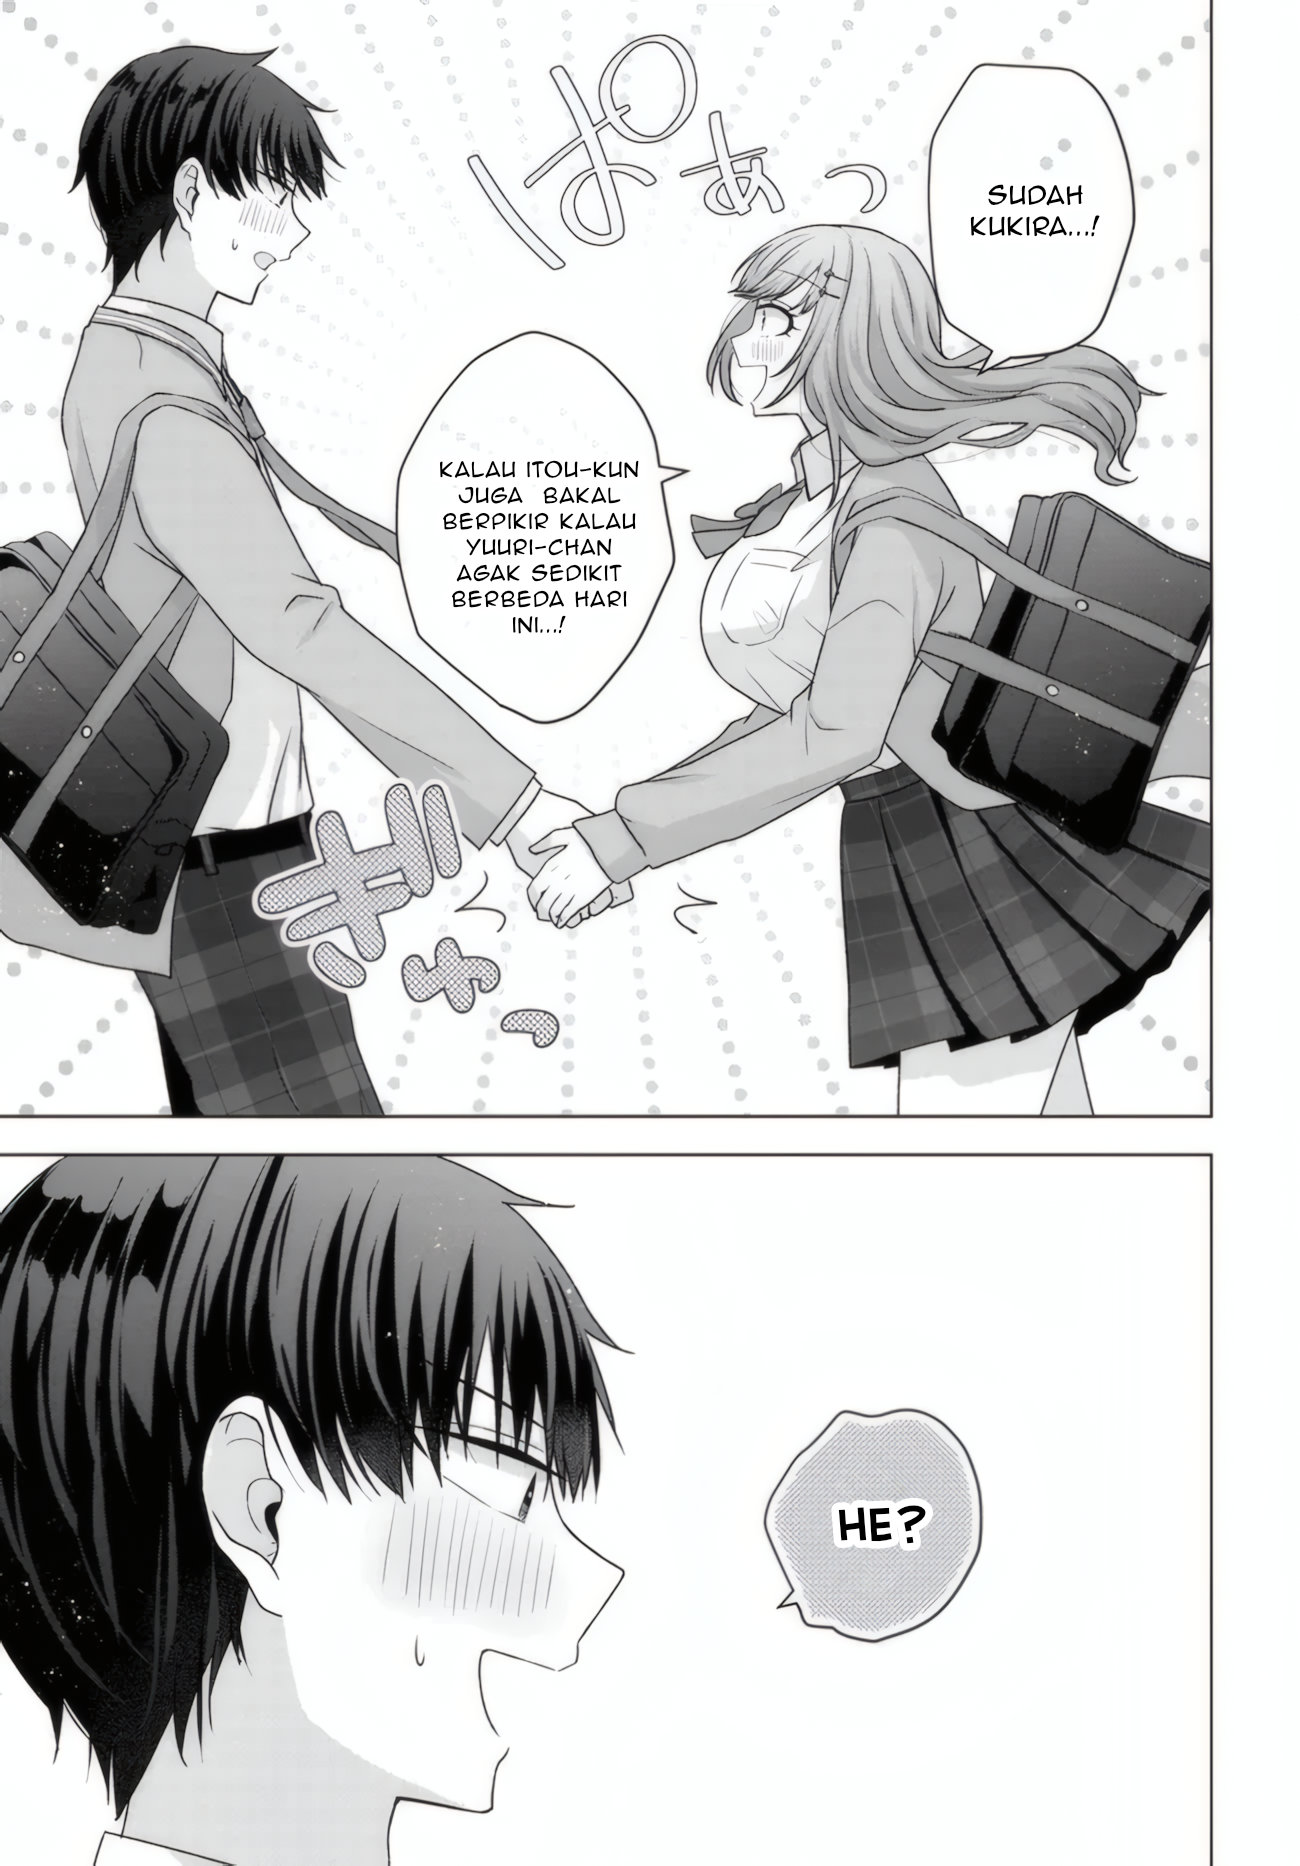 SUDAH
KUKIRA...!
ぱぁっ
KALAU ITOU-KUN
JUGA BAKAL
BERPIKIR KALAU
YUURI-CHAN
AGAK SEDIKIT
BERBEDA HARI
INI...!
ぎゃっ
HE?